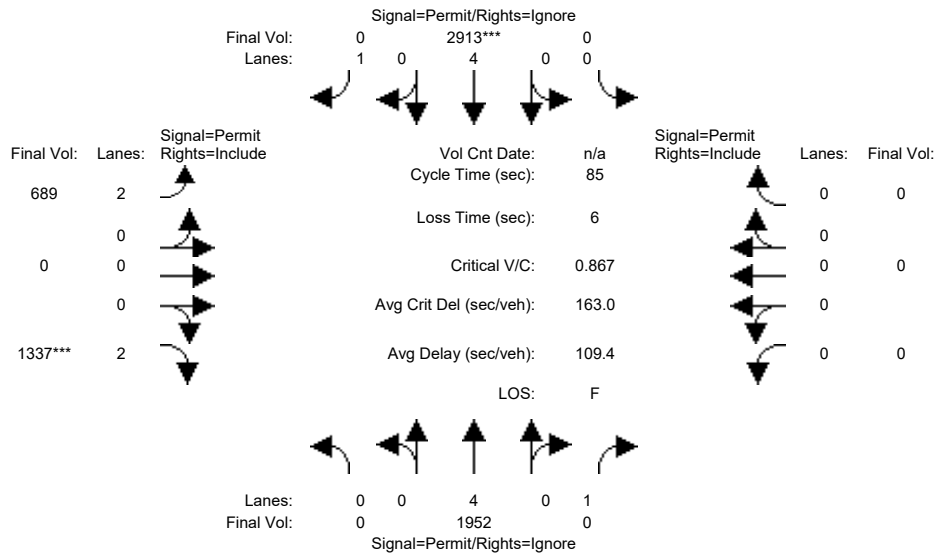 Signal=Permit/Rights=Ignore
Final Vol: 0 2913*** 0
Lanes: 1 0 4 0 0
Signal=Permit Signal=Permit
Final Vol: Lanes: Rights=Include Vol Cnt Date: n/a Rights=Include Lanes: Final Vol:
Cycle Time (sec): 85
689 2 0 0
Loss Time (sec): 6
0 0
0 0 Critical V/C: 0.867 0 0
0 Avg Crit Del (sec/veh): 163.0 0
1337*** 2 Avg Delay (sec/veh): 109.4 0 0
LOS: F
Lanes: 0 0 4 0 1
Final Vol: 0 1952 0
Signal=Permit/Rights=Ignore